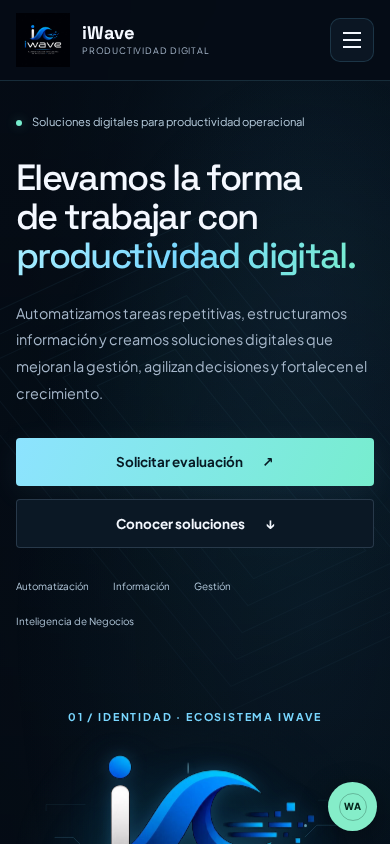 iwave
iWave
PRODUCTIVIDAD DIGITAL
Soluciones digitales para productividad operacional
Elevamos la forma
de trabajar con
productividad digital.
Automatizamos tareas repetitivas, estructuramos
información y creamos soluciones digitales que
mejoran la gestión, agilizan decisiones y fortalecen el
crecimiento.
Solicitar evaluación ↗
Conocer soluciones ↓
Automatización Información Gestión
Inteligencia de Negocios
01 / IDENTIDAD · ECOSISTEMA IWAVE
WA